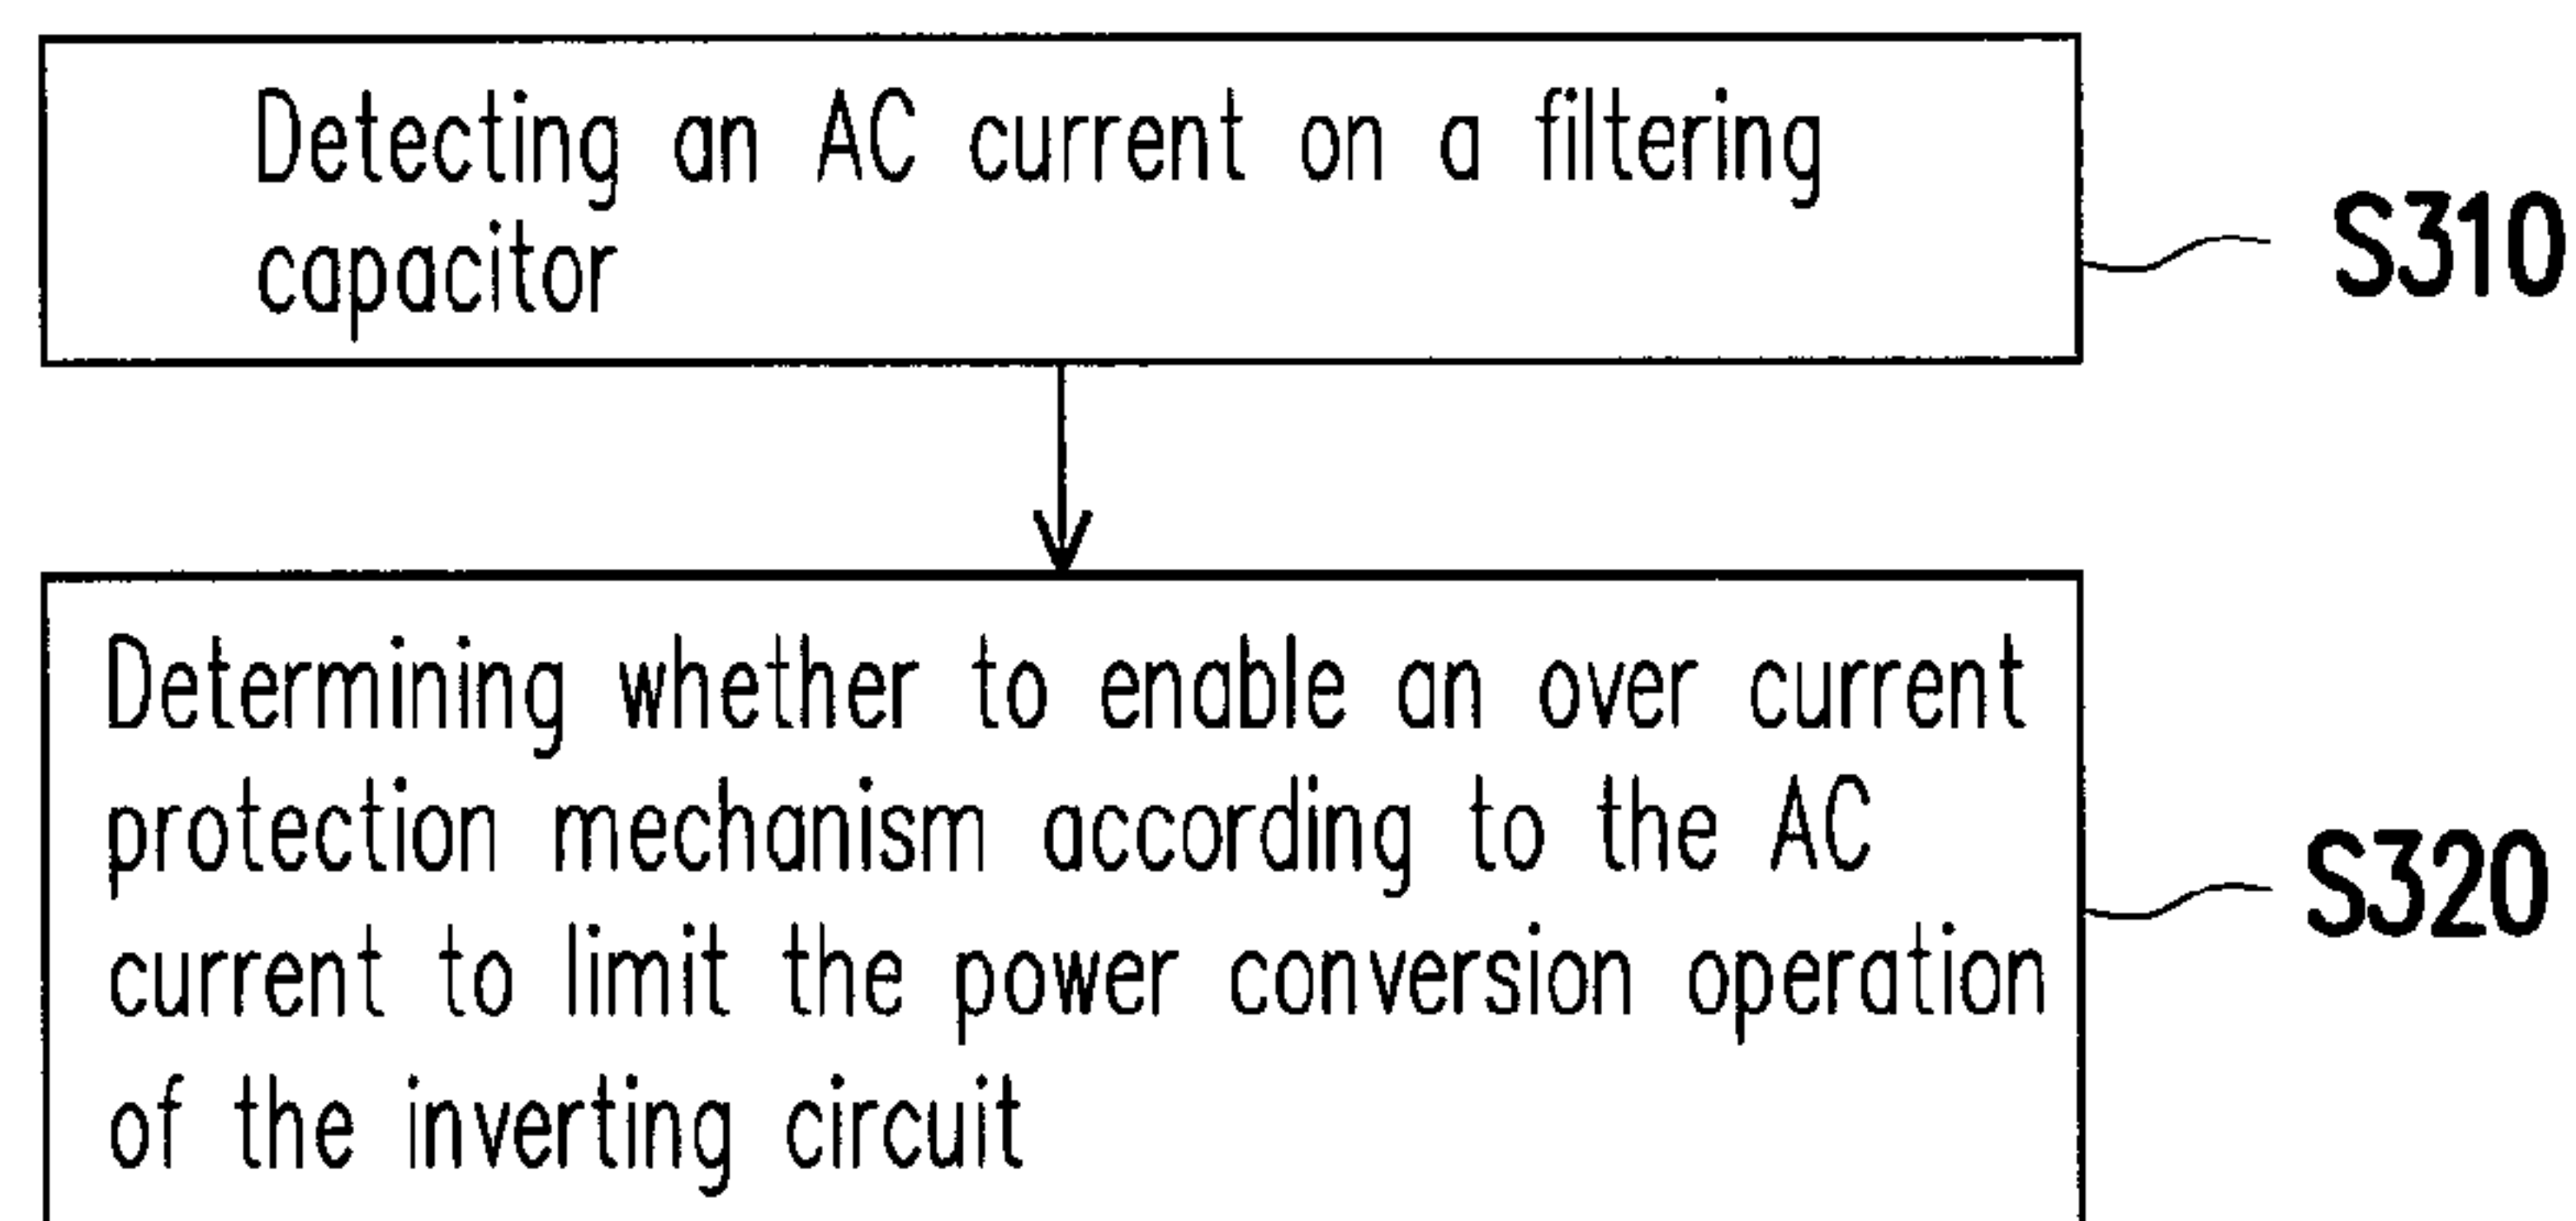 Detecting an AC current on a filtering
capacitor
S310
Determining whether to enable an over current
protection mechanism according to the AC
current to limit the power conversion operation
of the inverting circuit
S320